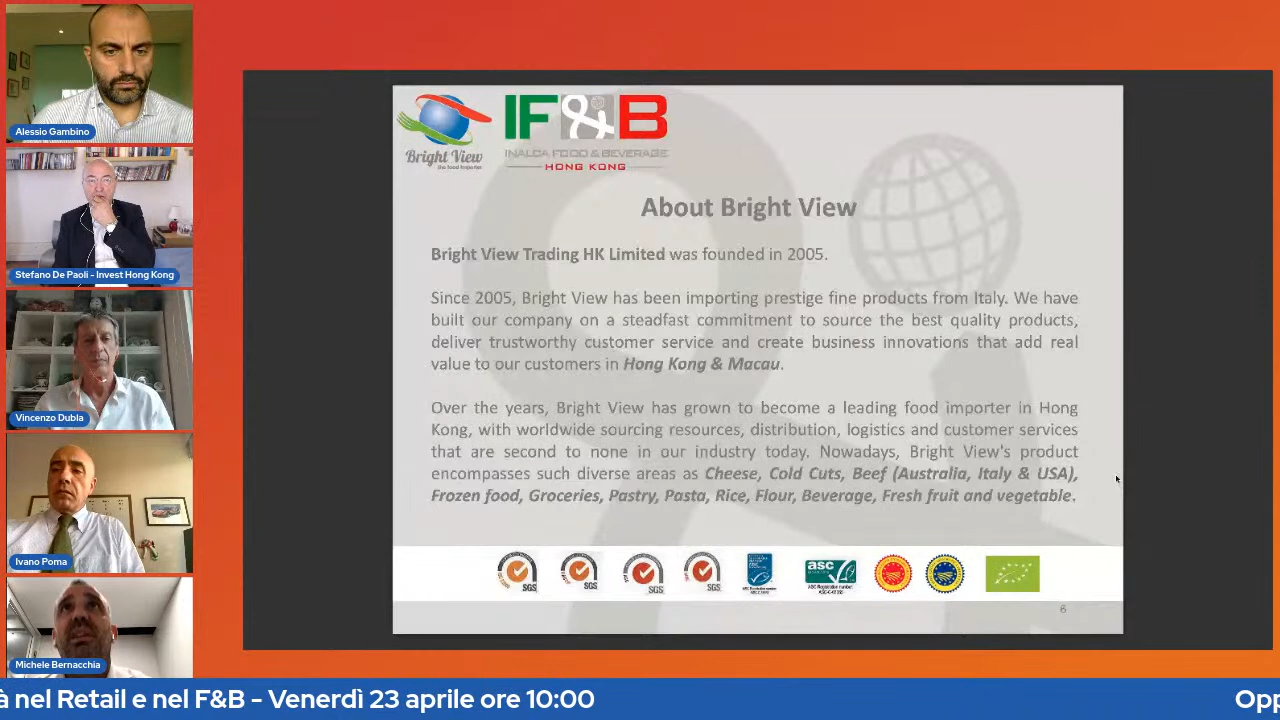 Alessio Gambino
Stefano De Paoli - Invest Hong Kong
Vincenzo Dubla
Ivano Poma
Michele Bernacchia
Bright View
the food importer
IF&B
INALCA FOOD & BEVERAGE
HONG KONG
About Bright View
Bright View Trading HK Limited was founded in 2005.
Since 2005, Bright View has been importing prestige fine products from Italy. We have
built our company on a steadfast commitment to source the best quality products,
deliver trustworthy customer service and create business innovations that add real
value to our customers in Hong Kong & Macau.
Over the years, Bright View has grown to become a leading food importer in Hong
Kong, with worldwide sourcing resources, distribution, logistics and customer services
that are second to none in our industry today. Nowadays, Bright View's product
encompasses such diverse areas as Cheese, Cold Cuts, Beef (Australia, Italy & USA),
Frozen food, Groceries, Pastry, Pasta, Rice, Flour, Beverage, Fresh fruit and vegetable.
SGS
SGS
SGS
SGS
asc
6
à nel Retail e nel F&B - Venerdì 23 aprile ore 10:00
Opp